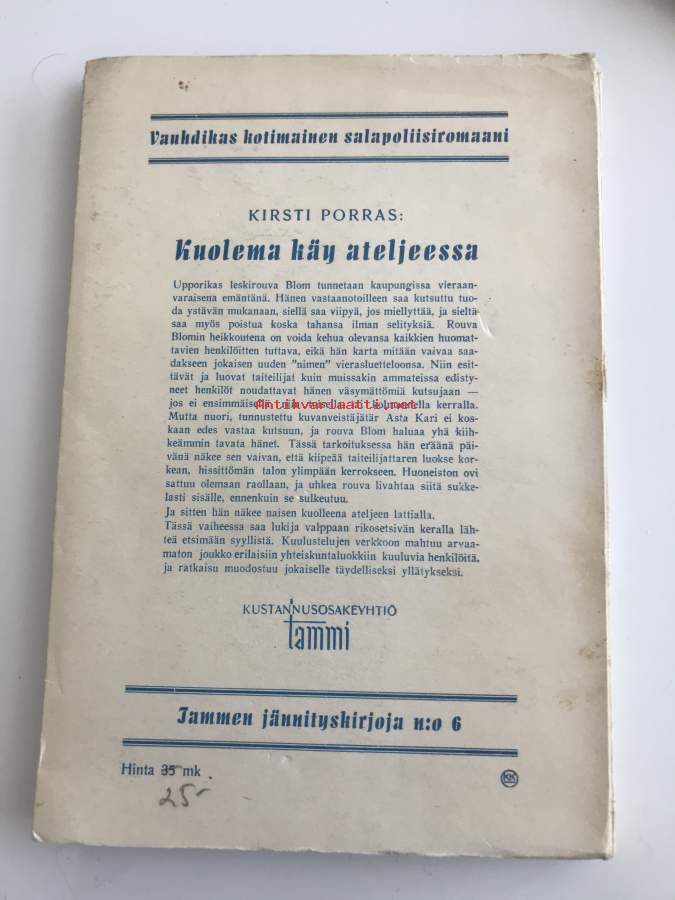 Vauhdikas kotimainen salapoliisiromaani
KIRSTI PORRAS:
Kuolema käy ateljeessa
Upporikas leskirouva Blom tunnetaan kaupungissa vieraan-
varaisena emäntänä. Hänen vastaanotoilleen saa kutsuttu tuo-
da ystävän mukanaan, siellä saa viipyä, jos miellyttää, ja sieltä
saa myös poistua koska tahansa ilman selityksiä. Rouva
Blomin heikkoutena on voida kehua olevansa kaikkien huomat-
tavien henkilöitten tuttava, eikä hän karta mitään vaivaa saa-
dakseen jokaisen uuden "nimen" vierasluetteloonsa. Niin esit-
tävät ja luovat taiteilijat kuin muissakin ammateissa edisty-
neet henkilöt noudattavat hänen väsymättömiä kutsujaan —
jos ei ensimmäisellä, kerralla.
Antikvariaatti.net
Mutta nuori, tunnustettu kuvanveistäjätär Asta Kari ei kos-
kaan edes vastaa kutsuun, ja rouva Blom haluaa yhä kiih-
keämmin tavata hänet. Tässä tarkoituksessa hän eräänä päi-
vänä näkee sen vaivan, että kiipeää taiteilijattaren luokse kor-
kean, hissittömän talon ylimpään kerrokseen. Huoneiston ovi
sattuu olemaan raollaan, ja uhkea rouva livahtaa siitä sukke-
lasti sisälle, ennenkuin se sulkeutuu.
Ja sitten hän näkee naisen kuolleena ateljeen lattialla.
Tässä vaiheessa saa lukija valppaan rikosetsivän keralla läh-
teä etsimään syyllistä. Kuulustelujen verkkoon mahtuu arvaa-
maton joukko erilaisiin yhteiskuntaluokkiin kuuluvia henkilöitä,
ja ratkaisu muodostuu jokaiselle täydelliseksi yllätykseksi.
KUSTANNUSOSAKEYHTIÖ
tammi
Tammen jännityskirjoja n:o 6
Hinta 35 mk.
25-
KK